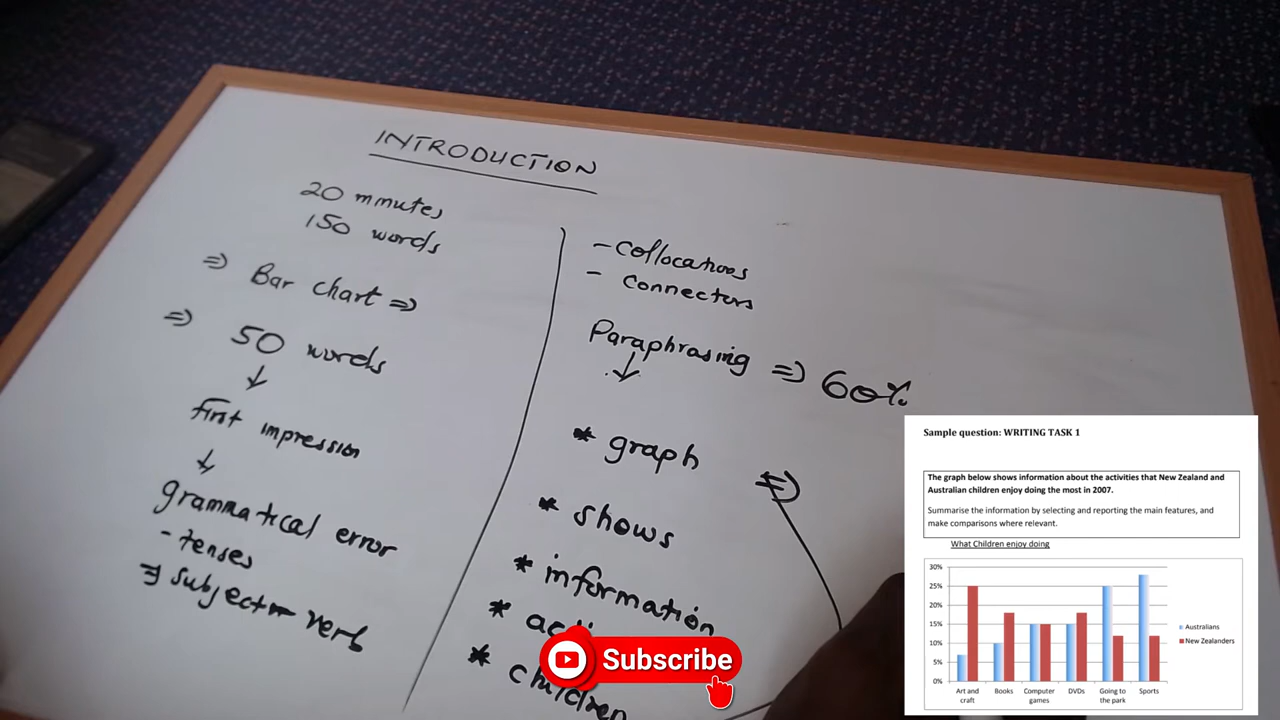 INTRODUCTION
20 minutes
150 words
⇒ Bar chart ⇒
⇒ 50 words
↓
first impression
↓
grammatical error
- tenses
⇒ subject verb
- collocations
- connectors
Paraphrasing ⇒ 60%
↓
* graph ⇒
* shows
* information
*
* children
Subscribe
Sample question: WRITING TASK 1
The graph below shows information about the activities that New Zealand and
Australian children enjoy doing the most in 2007.
Summarise the information by selecting and reporting the main features, and
make comparisons where relevant.
What Children enjoy doing
30%
25%
20%
15%
10%
5%
0%
Art and craft
Books
Computer games
DVDs
Going to the park
Sports
Australians
New Zealanders